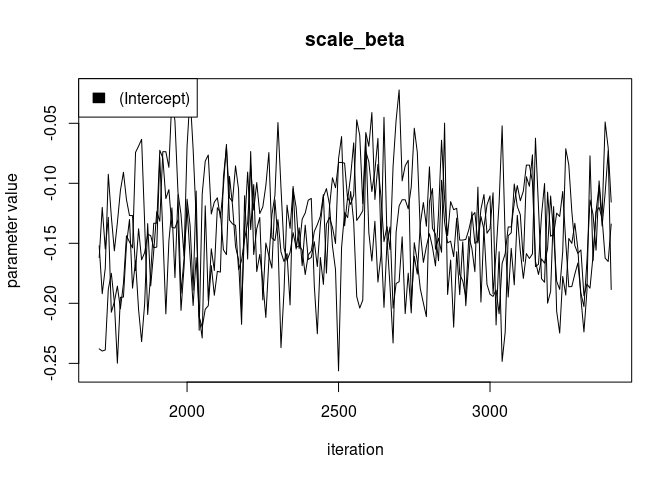 scale_beta
(Intercept)
parameter value
-0.05
-0.10
-0.15
-0.20
-0.25
2000
2500
3000
iteration